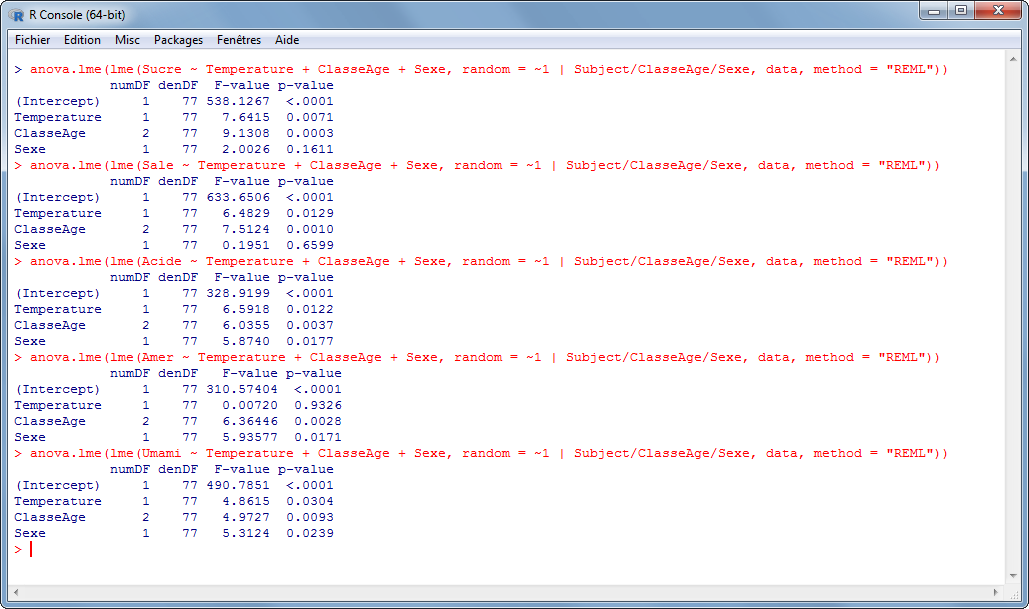 R Console (64-bit)
Fichier Edition Misc Packages Fenêtres Aide
> anova.lme(lme(Sucre ~ Temperature + ClasseAge + Sexe, random = ~1 | Subject/ClasseAge/Sexe, data, method = "REML"))
            numDF denDF  F-value p-value
(Intercept)     1    77 538.1267  <.0001
Temperature     1    77   7.6415  0.0071
ClasseAge       2    77   9.1308  0.0003
Sexe            1    77   2.0026  0.1611
> anova.lme(lme(Sale ~ Temperature + ClasseAge + Sexe, random = ~1 | Subject/ClasseAge/Sexe, data, method = "REML"))
            numDF denDF  F-value p-value
(Intercept)     1    77 633.6506  <.0001
Temperature     1    77   6.4829  0.0129
ClasseAge       2    77   7.5124  0.0010
Sexe            1    77   0.1951  0.6599
> anova.lme(lme(Acide ~ Temperature + ClasseAge + Sexe, random = ~1 | Subject/ClasseAge/Sexe, data, method = "REML"))
            numDF denDF  F-value p-value
(Intercept)     1    77 328.9199  <.0001
Temperature     1    77   6.5918  0.0122
ClasseAge       2    77   6.0355  0.0037
Sexe            1    77   5.8740  0.0177
> anova.lme(lme(Amer ~ Temperature + ClasseAge + Sexe, random = ~1 | Subject/ClasseAge/Sexe, data, method = "REML"))
            numDF denDF   F-value p-value
(Intercept)     1    77 310.57404  <.0001
Temperature     1    77   0.00720  0.9326
ClasseAge       2    77   6.36446  0.0028
Sexe            1    77   5.93577  0.0171
> anova.lme(lme(Umami ~ Temperature + ClasseAge + Sexe, random = ~1 | Subject/ClasseAge/Sexe, data, method = "REML"))
            numDF denDF  F-value p-value
(Intercept)     1    77 490.7851  <.0001
Temperature     1    77   4.8615  0.0304
ClasseAge       2    77   4.9727  0.0093
Sexe            1    77   5.3124  0.0239
>